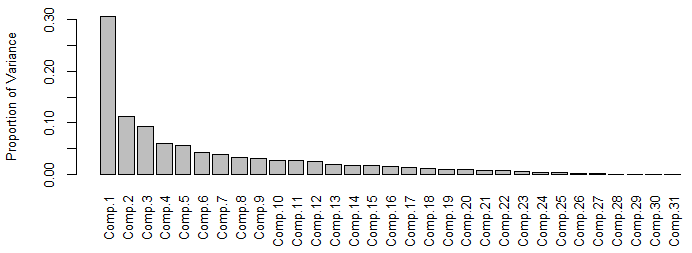 Proportion of Variance
0.30
0.20
0.10
0.00
Comp.1
Comp.2
Comp.3
Comp.4
Comp.5
Comp.6
Comp.7
Comp.8
Comp.9
Comp.10
Comp.11
Comp.12
Comp.13
Comp.14
Comp.15
Comp.16
Comp.17
Comp.18
Comp.19
Comp.20
Comp.21
Comp.22
Comp.23
Comp.24
Comp.25
Comp.26
Comp.27
Comp.28
Comp.29
Comp.30
Comp.31